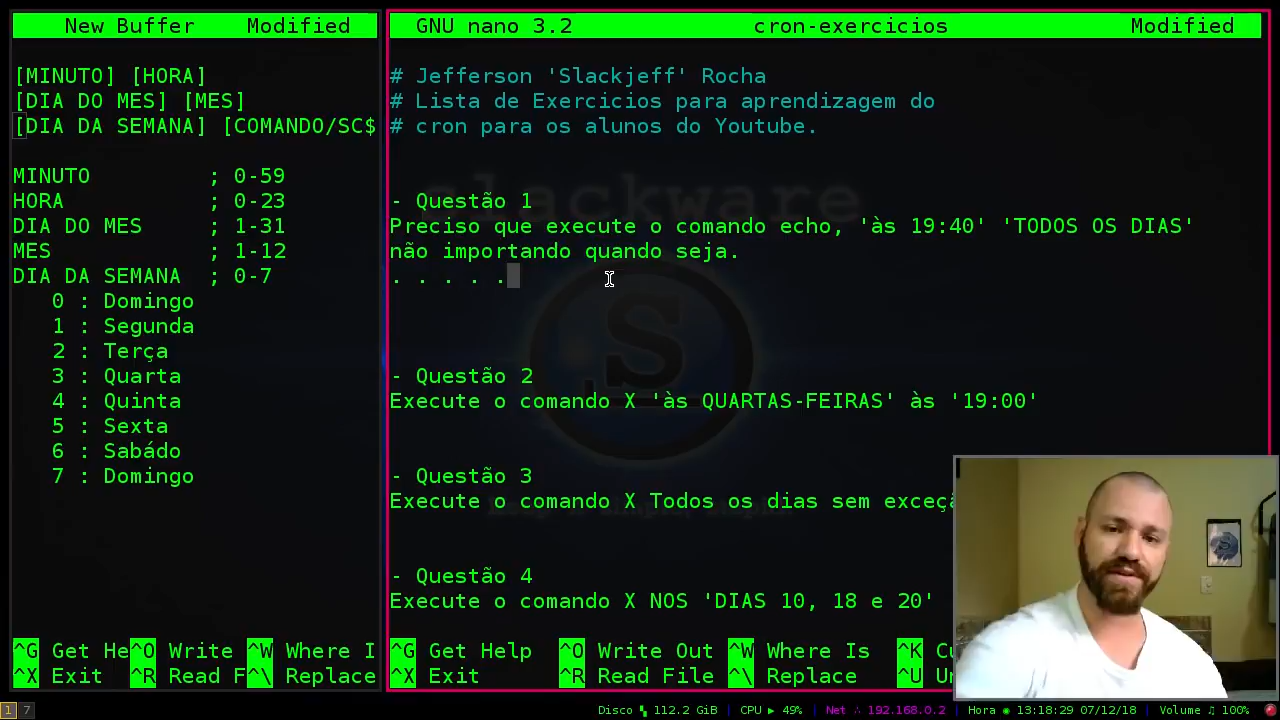 New Buffer Modified
[MINUTO] [HORA]
[DIA DO MES] [MES]
[DIA DA SEMANA] [COMANDO/SC$
MINUTO ; 0-59
HORA ; 0-23
DIA DO MES ; 1-31
MES ; 1-12
DIA DA SEMANA ; 0-7
0 : Domingo
1 : Segunda
2 : Terça
3 : Quarta
4 : Quinta
5 : Sexta
6 : Sabádo
7 : Domingo
^G Get He^O Write ^W Where I
^X Exit ^R Read F^\ Replace
GNU nano 3.2 cron-exercicios Modified
# Jefferson 'Slackjeff' Rocha
# Lista de Exercicios para aprendizagem do
# cron para os alunos do Youtube.
slackware
- Questão 1
Preciso que execute o comando echo, 'às 19:40' 'TODOS OS DIAS'
não importando quando seja.
. . . . .
S
- Questão 2
Execute o comando X 'às QUARTAS-FEIRAS' às '19:00'
- Questão 3
Execute o comando X Todos os dias sem exceçã
- Questão 4
Execute o comando X NOS 'DIAS 10, 18 e 20'
^G Get Help ^O Write Out ^W Where Is ^K Cu
^X Exit ^R Read File ^\ Replace ^U Un
1 7 Disco 112.2 GiB | CPU ▶ 49% | Net 192.168.0.2 | Hora ◉ 13:18:29 07/12/18 | Volume ♫ 100%